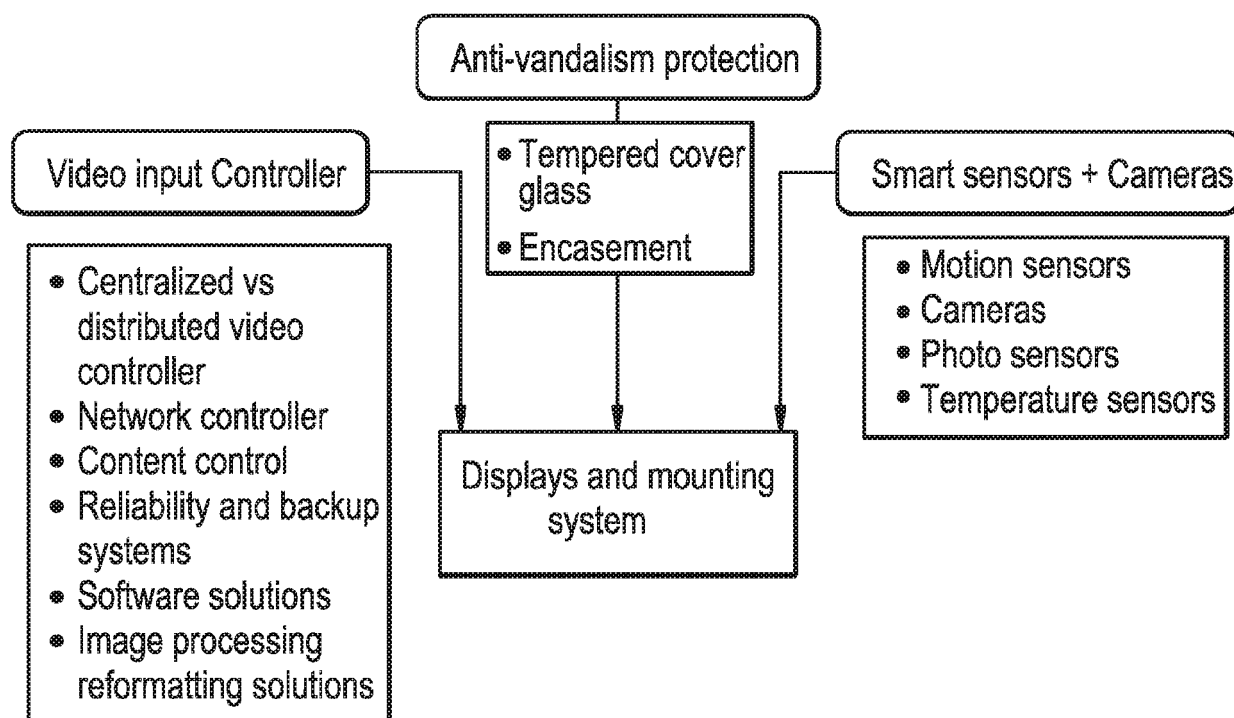 Anti-vandalism protection
• Tempered cover
glass
• Encasement
Video input Controller
• Centralized vs
distributed video
controller
• Network controller
• Content control
• Reliability and backup
systems
• Software solutions
• Image processing
reformatting solutions
Smart sensors + Cameras
• Motion sensors
• Cameras
• Photo sensors
• Temperature sensors
Displays and mounting
system